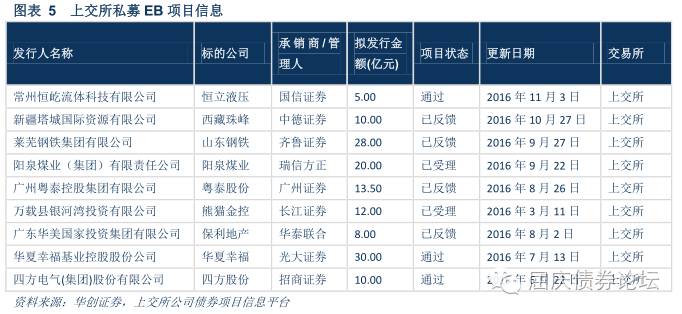 图表 5 上交所私募 EB 项目信息
发行人名称 标的公司 承销商/管理人 拟发行金额(亿元) 项目状态 更新日期 交易所
常州恒屹流体科技有限公司 恒立液压 国信证券 5.00 通过 2016 年 11 月 3 日 上交所
新疆塔城国际资源有限公司 西藏珠峰 中德证券 10.00 已反馈 2016 年 10 月 27 日 上交所
莱芜钢铁集团有限公司 山东钢铁 齐鲁证券 28.00 已反馈 2016 年 9 月 27 日 上交所
阳泉煤业（集团）有限责任公司 阳泉煤业 瑞信方正 20.00 已受理 2016 年 9 月 22 日 上交所
广州粤泰控股集团有限公司 粤泰股份 广州证券 13.50 已反馈 2016 年 8 月 26 日 上交所
万载县银河湾投资有限公司 熊猫金控 长江证券 12.00 已受理 2016 年 3 月 11 日 上交所
广东华美国家投资集团有限公司 保利地产 华泰联合 8.00 已反馈 2016 年 8 月 2 日 上交所
华夏幸福基业控股股份公司 华夏幸福 光大证券 30.00 通过 2016 年 7 月 13 日 上交所
四方电气(集团)股份有限公司 四方股份 招商证券 10.00 通过 22 日 上交所
屈庆债券论坛
资料来源：华创证券，上交所公司债券项目信息平台